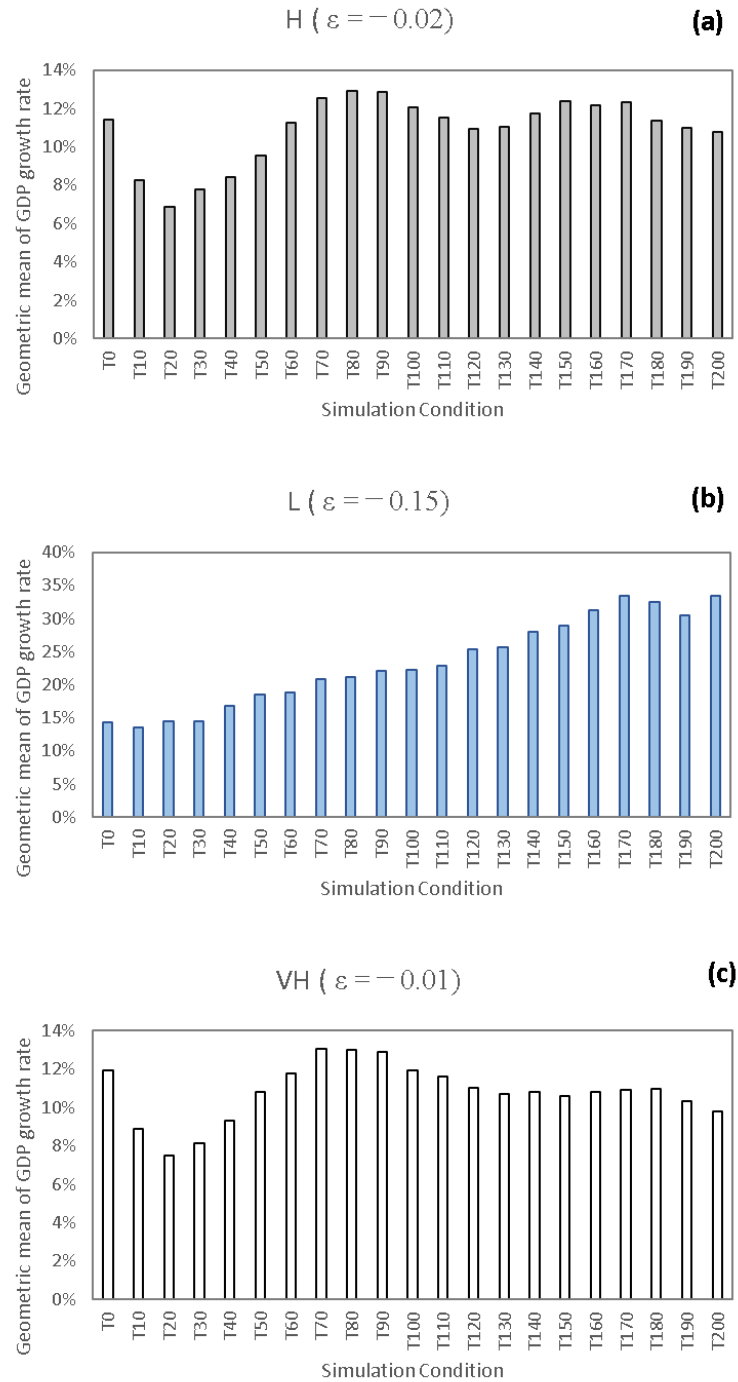 H ( ε =－0.02)
(a)
Geometric mean of GDP growth rate
14%
12%
10%
8%
6%
4%
2%
0%
T0 T10 T20 T30 T40 T50 T60 T70 T80 T90 T100 T110 T120 T130 T140 T150 T160 T170 T180 T190 T200
Simulation Condition
L ( ε =－0.15)
(b)
Geometric mean of GDP growth rate
40%
35%
30%
25%
20%
15%
10%
5%
0%
T0 T10 T20 T30 T40 T50 T60 T70 T80 T90 T100 T110 T120 T130 T140 T150 T160 T170 T180 T190 T200
Simulation Condition
VH ( ε =－0.01)
(c)
Geometric mean of GDP growth rate
14%
12%
10%
8%
6%
4%
2%
0%
T0 T10 T20 T30 T40 T50 T60 T70 T80 T90 T100 T110 T120 T130 T140 T150 T160 T170 T180 T190 T200
Simulation Condition